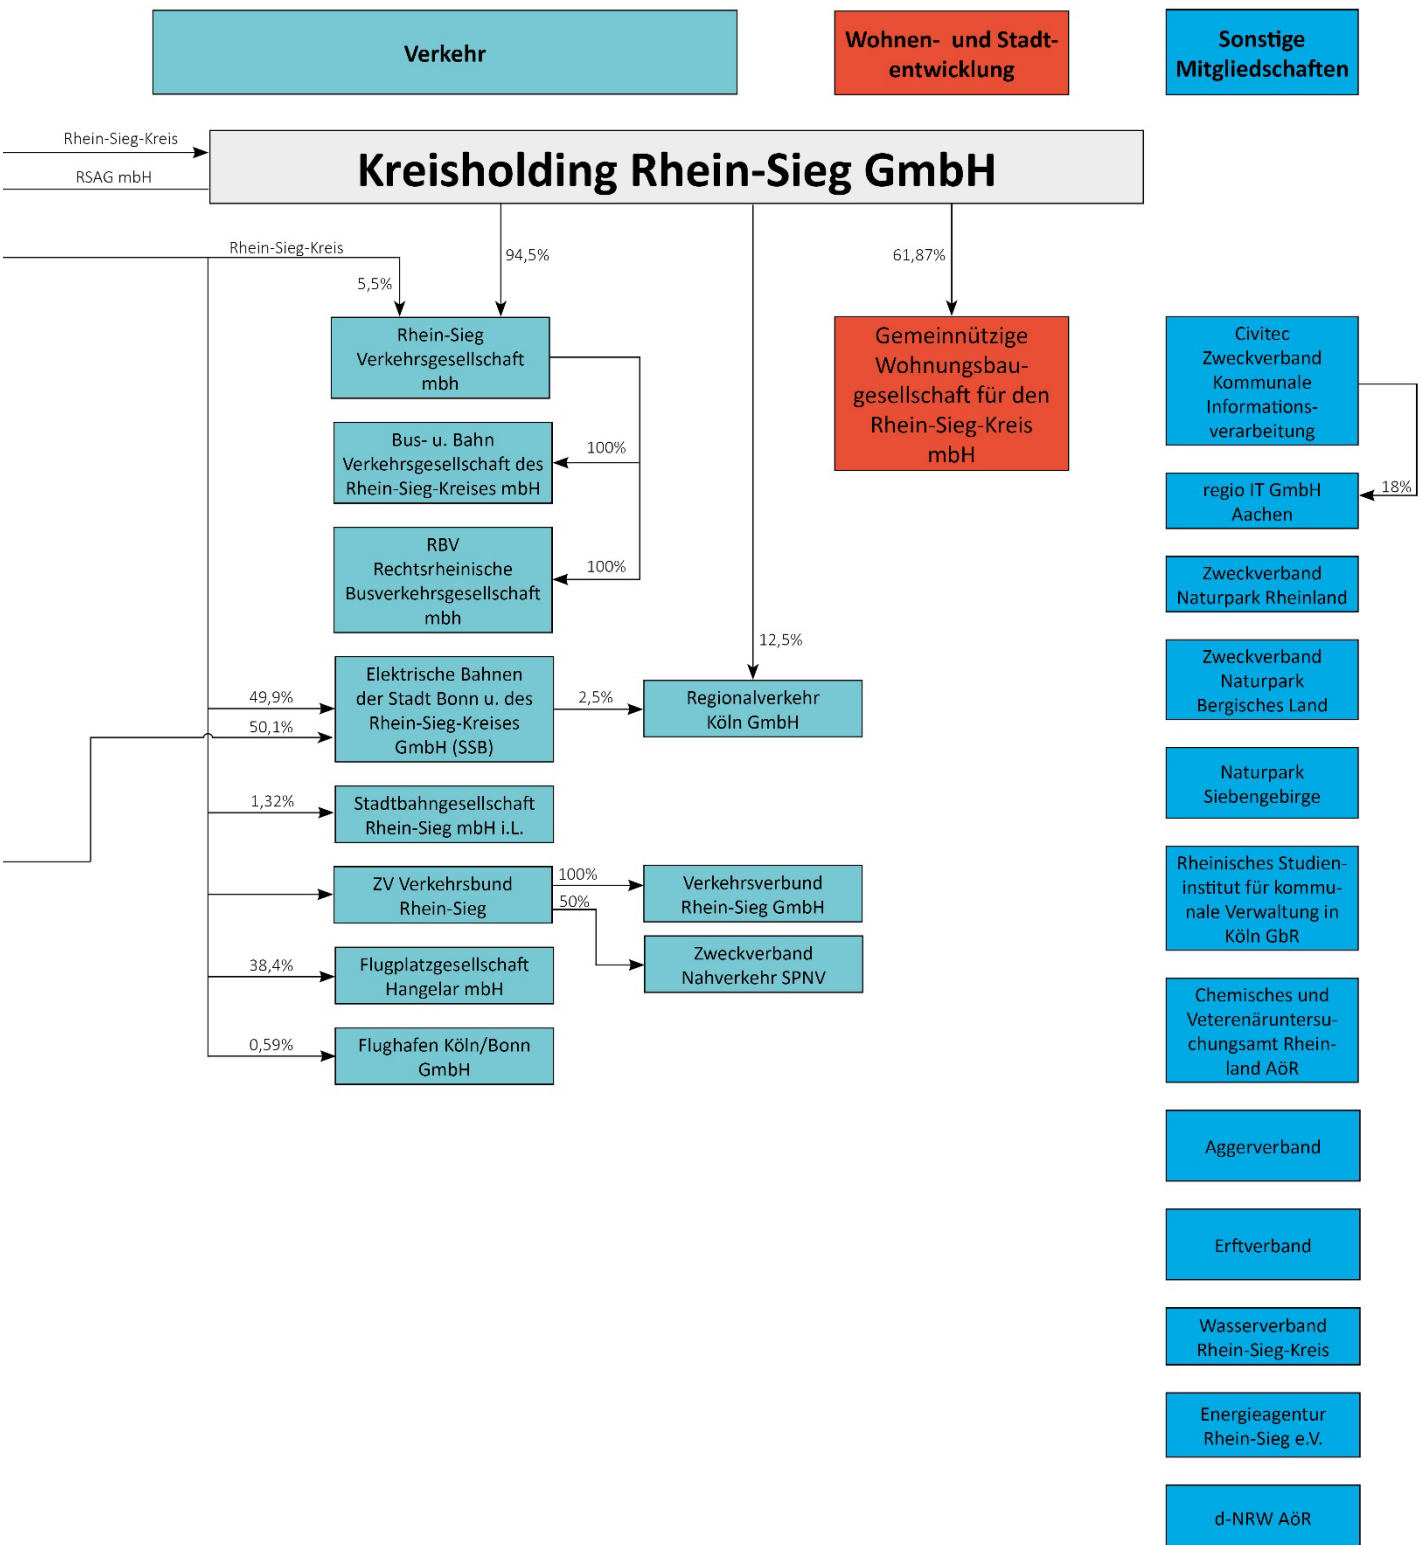 Verkehr
Wohnen- und Stadt-
entwicklung
Sonstige
Mitgliedschaften
Rhein-Sieg-Kreis
RSAG mbH
Kreisholding Rhein-Sieg GmbH
Rhein-Sieg-Kreis
5,5%
94,5%
61,87%
Rhein-Sieg
Verkehrsgesellschaft
mbh
Bus- u. Bahn
Verkehrsgesellschaft des
Rhein-Sieg-Kreises mbH
100%
RBV
Rechtsrheinische
Busverkehrsgesellschaft
mbh
100%
12,5%
49,9%
50,1%
Elektrische Bahnen
der Stadt Bonn u. des
Rhein-Sieg-Kreises
GmbH (SSB)
2,5%
Regionalverkehr
Köln GmbH
1,32%
Stadtbahngesellschaft
Rhein-Sieg mbH i.L.
ZV Verkehrsbund
Rhein-Sieg
100%
50%
Verkehrsverbund
Rhein-Sieg GmbH
Zweckverband
Nahverkehr SPNV
38,4%
Flugplatzgesellschaft
Hangelar mbH
0,59%
Flughafen Köln/Bonn
GmbH
Gemeinnützige
Wohnungsbau-
gesellschaft für den
Rhein-Sieg-Kreis
mbH
Civitec
Zweckverband
Kommunale
Informations-
verarbeitung
18%
regio IT GmbH
Aachen
Zweckverband
Naturpark Rheinland
Zweckverband
Naturpark
Bergisches Land
Naturpark
Siebengebirge
Rheinisches Studien-
institut für kommu-
nale Verwaltung in
Köln GbR
Chemisches und
Veterenäruntersu-
chungsamt Rhein-
land AöR
Aggerverband
Erftverband
Wasserverband
Rhein-Sieg-Kreis
Energieagentur
Rhein-Sieg e.V.
d-NRW AöR